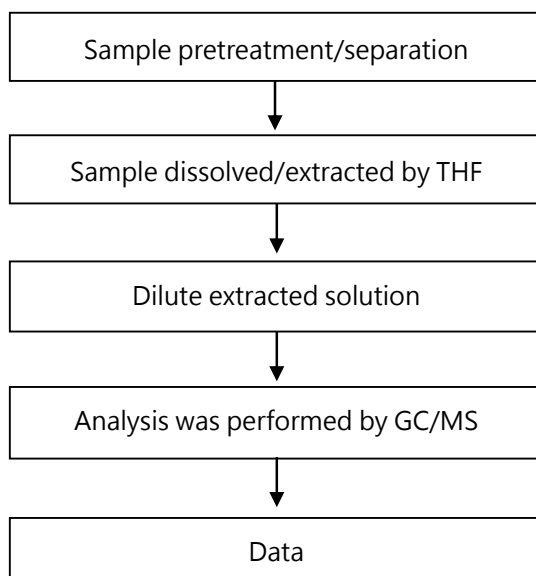 Sample pretreatment/separation
Sample dissolved/extracted by THF
Dilute extracted solution
Analysis was performed by GC/MS
Data